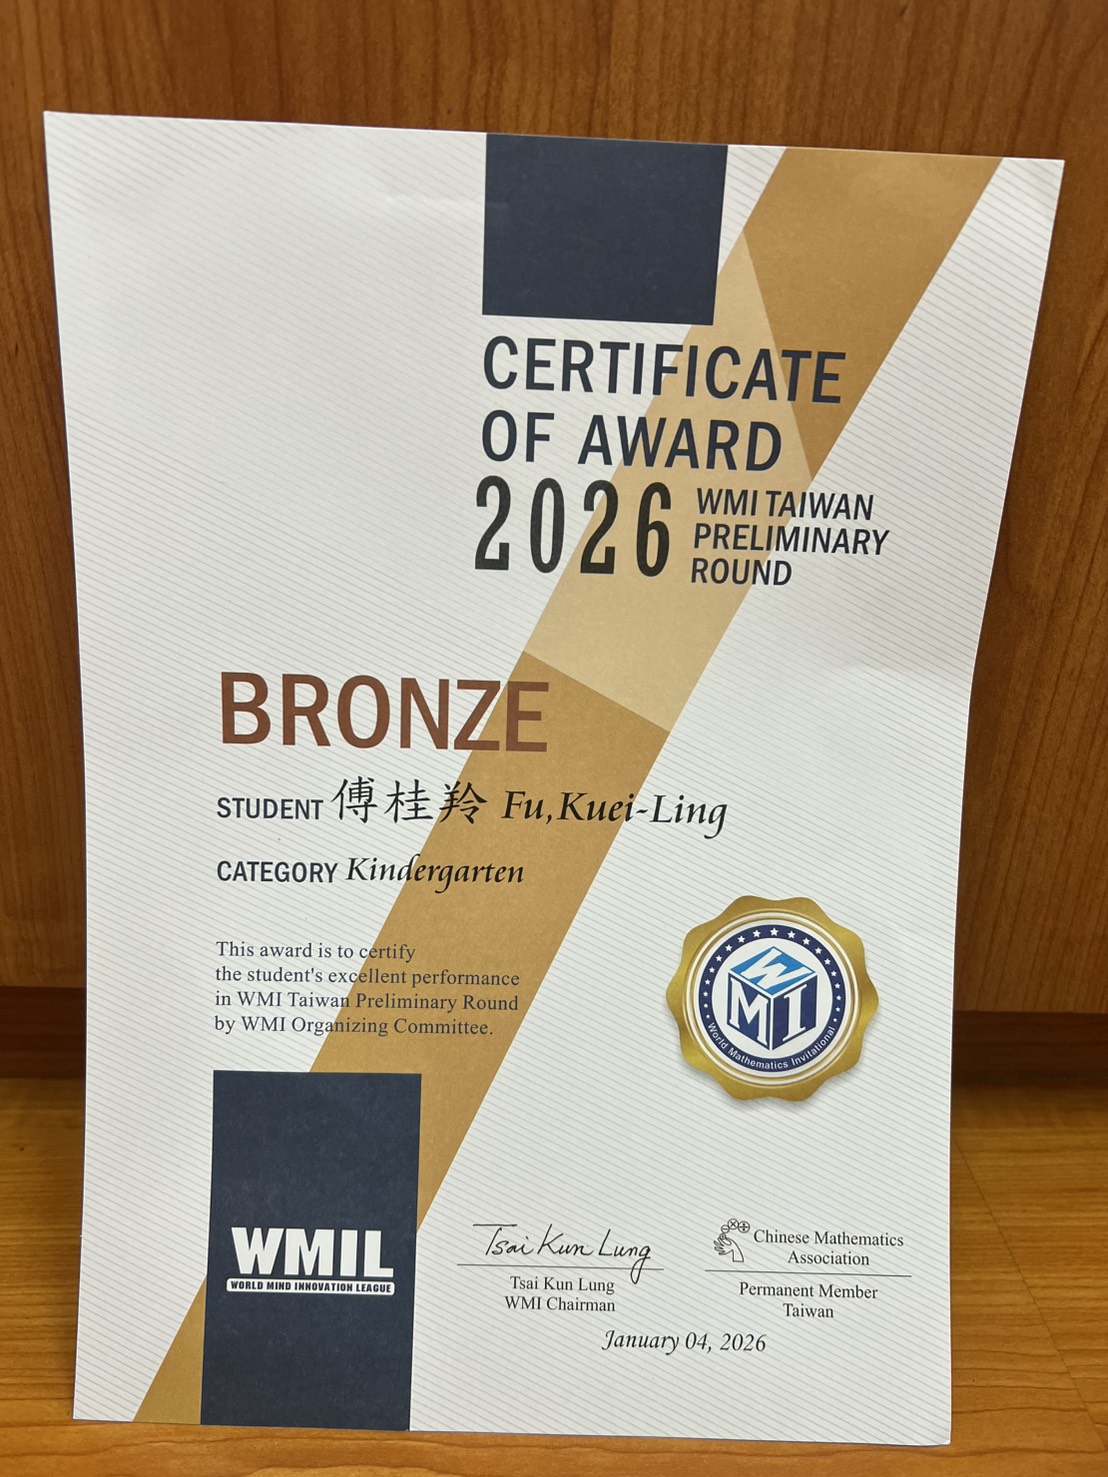 CERTIFICATE
OF AWARD
2026 WMI TAIWAN
PRELIMINARY
ROUND
BRONZE
STUDENT 傅桂羚 Fu,Kuei-Ling
CATEGORY Kindergarten
This award is to certify
the student's excellent performance
in WMI Taiwan Preliminary Round
by WMI Organizing Committee.
WMI
World Mathematics Invitational
WMIL
WORLD MIND INNOVATION LEAGUE
Tsai Kun Lung
Tsai Kun Lung
WMI Chairman
Chinese Mathematics
Association
Permanent Member
Taiwan
January 04, 2026